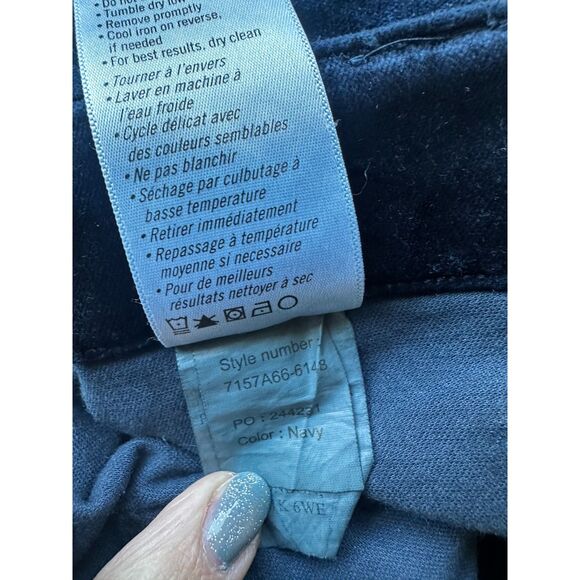 • Do not
• Tumble dry low
• Remove promptly
• Cool iron on reverse,
if needed
• For best results, dry clean
• Tourner à l'envers
• Laver en machine à
l'eau froide
• Cycle délicat avec
des couleurs semblables
• Ne pas blanchir
• Séchage par culbutage à
basse temperature
• Retirer immédiatement
• Repassage à température
moyenne si necessaire
• Pour de meilleurs
résultats nettoyer à sec
Style number :
7157A66-6148
PO : 244231
Color : Navy
K 6WE